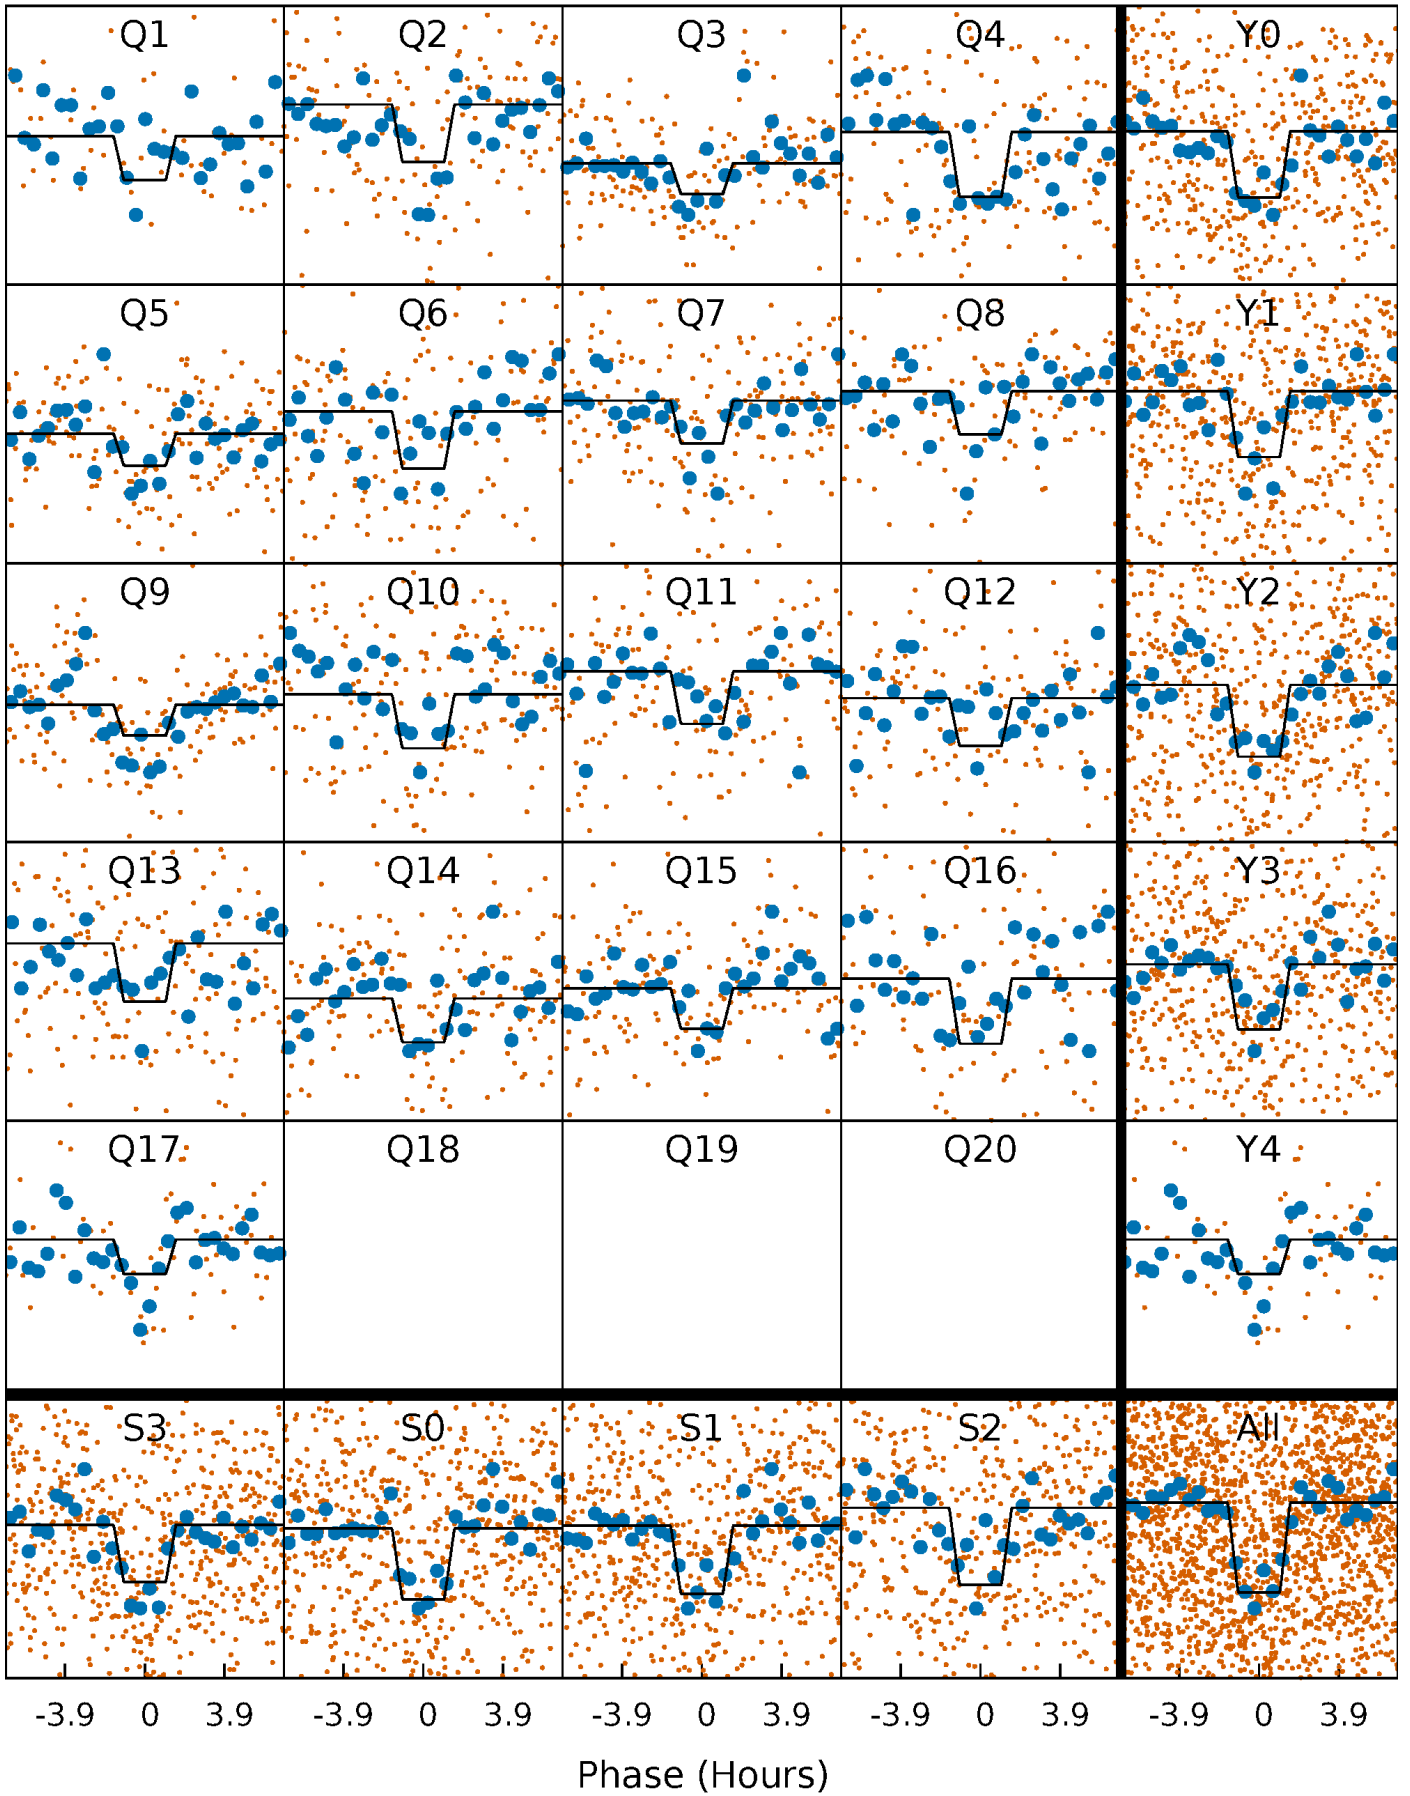 Q1 Q2 Q3 Q4 Y0
Q5 Q6 Q7 Q8 Y1
Q9 Q10 Q11 Q12 Y2
Q13 Q14 Q15 Q16 Y3
Q17 Q18 Q19 Q20 Y4
S3 S0 S1 S2 All
-3.9 0 3.9 -3.9 0 3.9 -3.9 0 3.9 -3.9 0 3.9 -3.9 0 3.9
Phase (Hours)